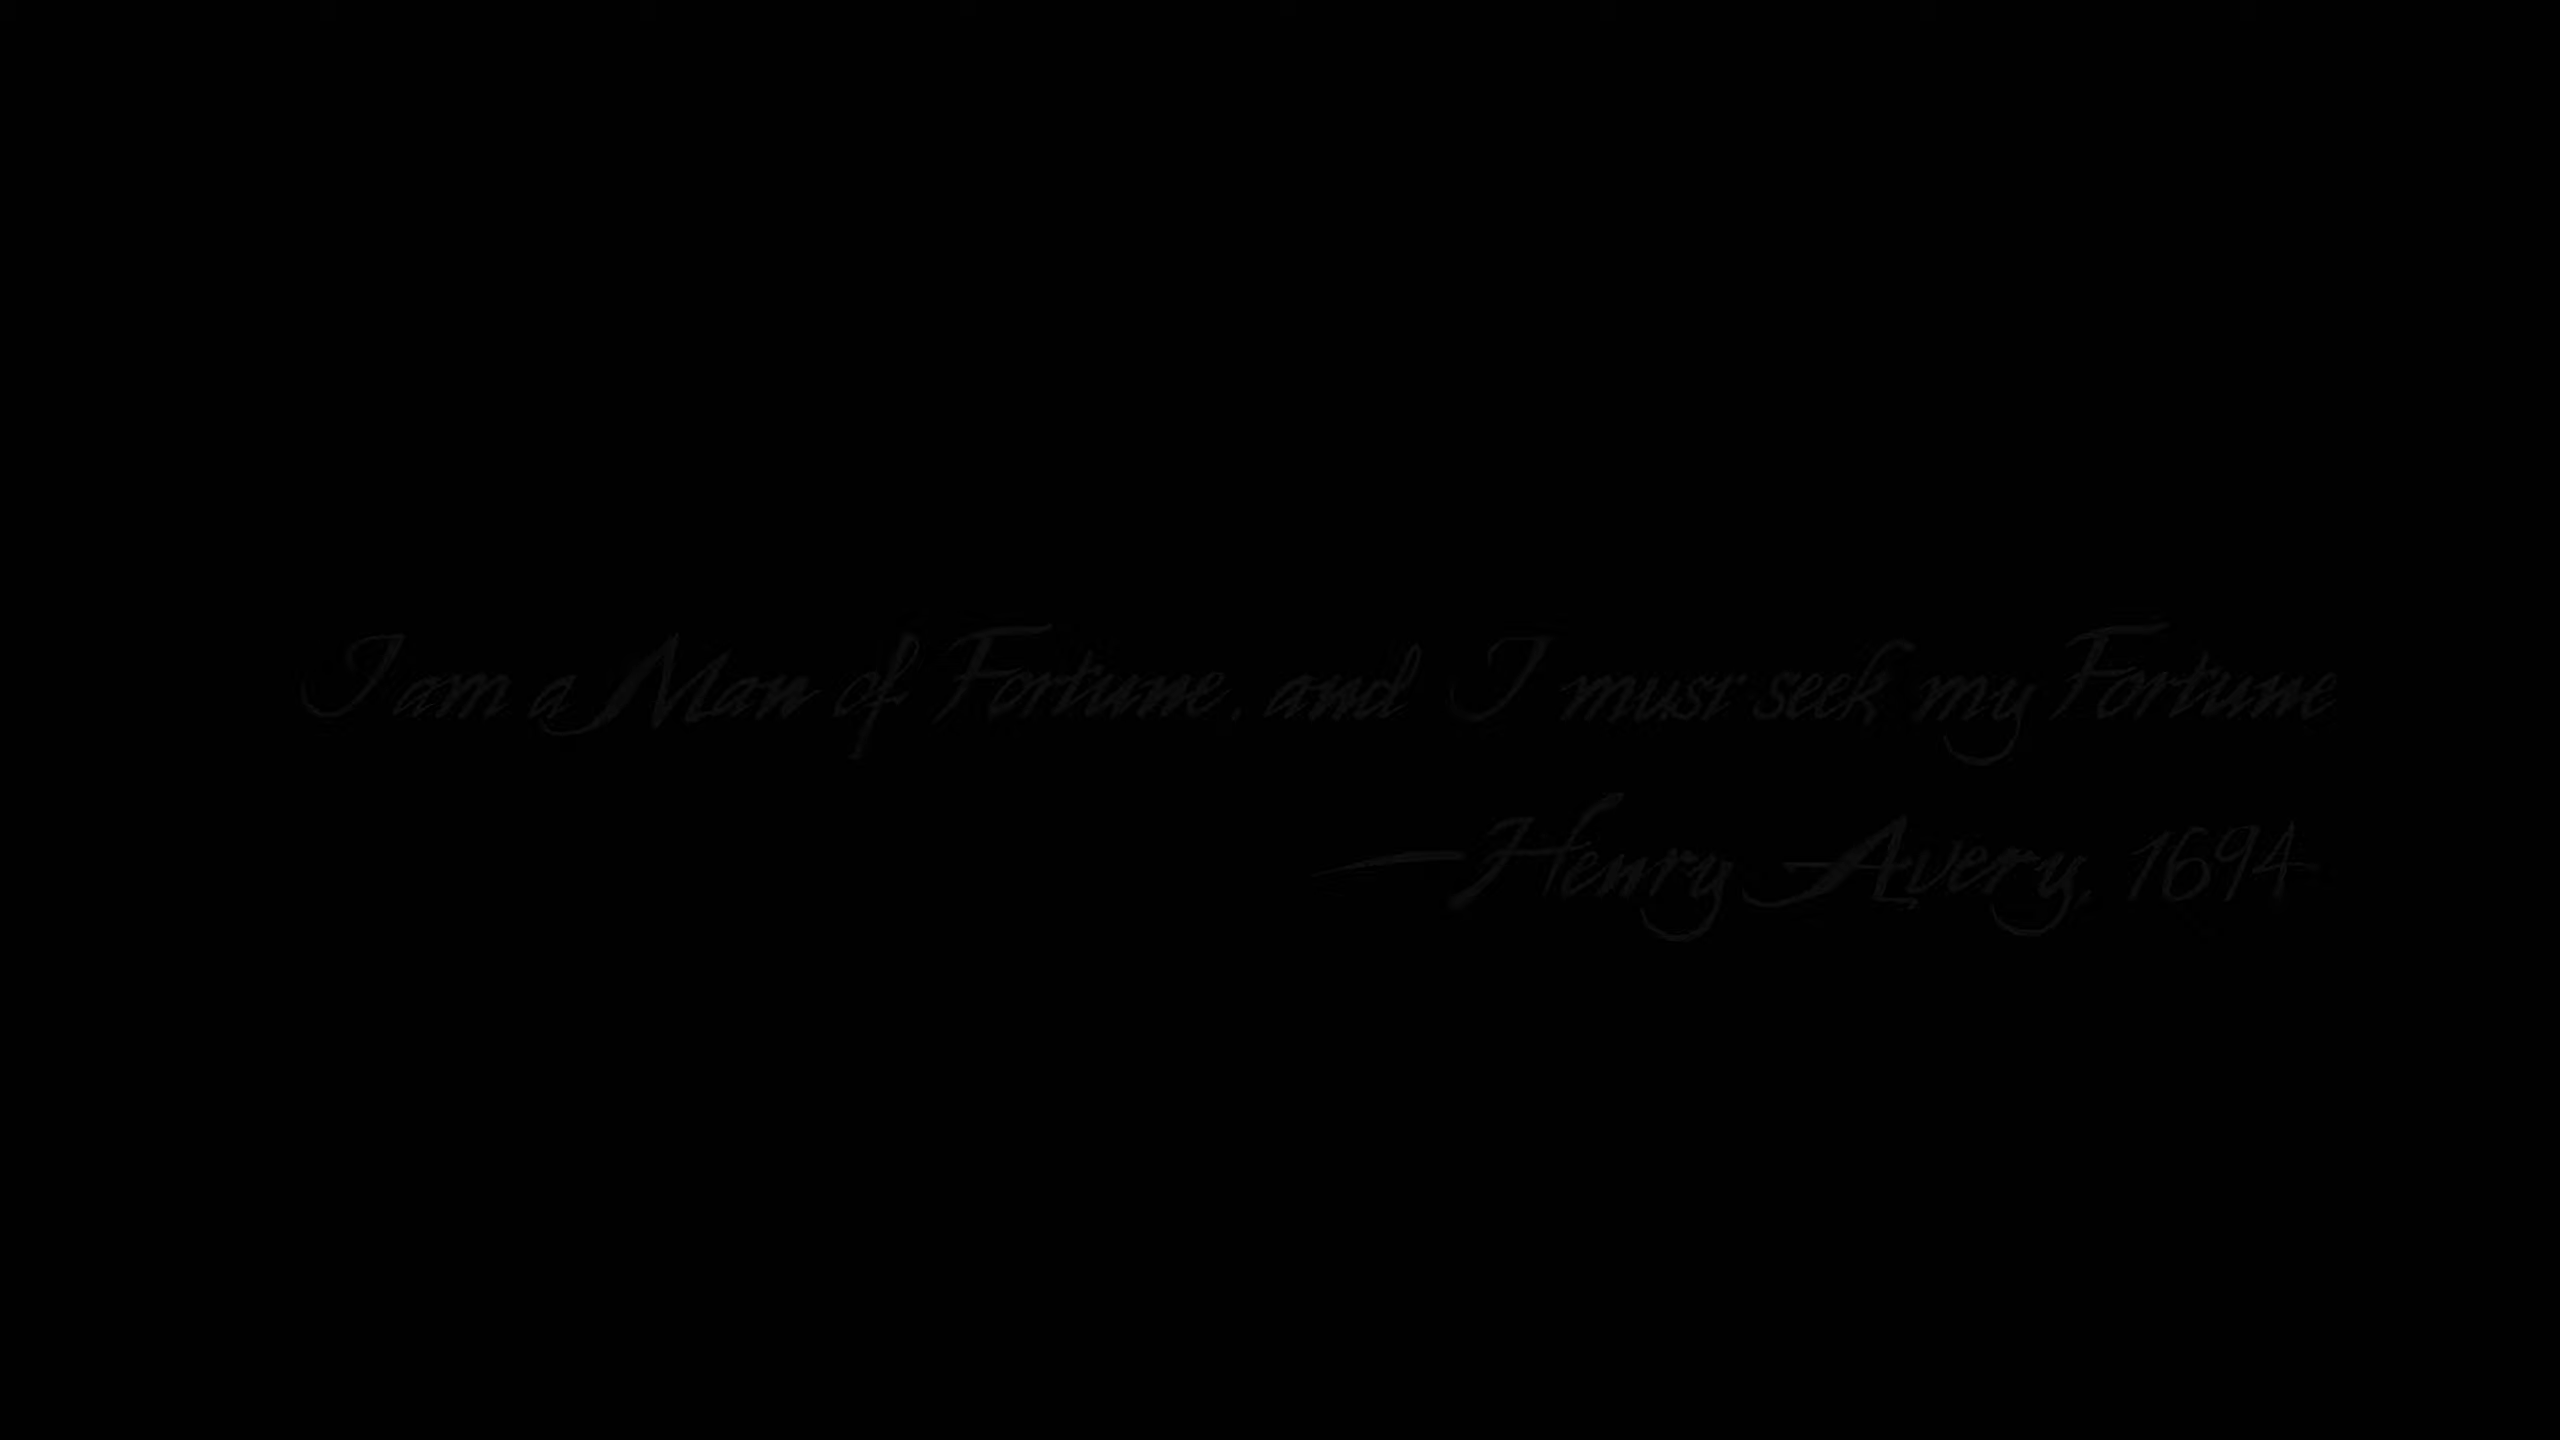 I am a Man of Fortune, and I must seek my Fortune
—Henry Avery, 1694